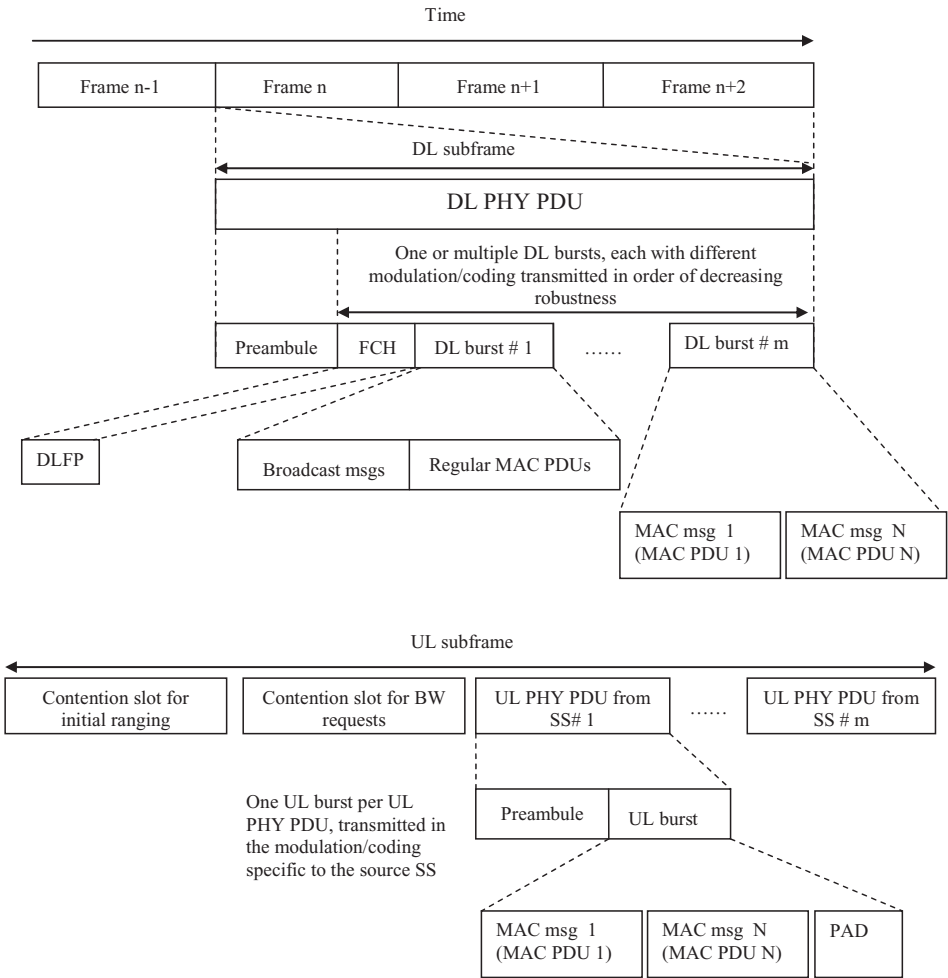 Time
Frame n-1
Frame n
Frame n+1
Frame n+2
DL subframe
DL PHY PDU
One or multiple DL bursts, each with different
modulation/coding transmitted in order of decreasing
robustness
Preambule
FCH
DL burst # 1
......
DL burst # m
DLFP
Broadcast msgs
Regular MAC PDUs
MAC msg 1
(MAC PDU 1)
MAC msg N
(MAC PDU N)
UL subframe
Contention slot for
initial ranging
Contention slot for BW
requests
UL PHY PDU from
SS# 1
......
UL PHY PDU from
SS # m
One UL burst per UL
PHY PDU, transmitted in
the modulation/coding
specific to the source SS
Preambule
UL burst
MAC msg 1
(MAC PDU 1)
MAC msg N
(MAC PDU N)
PAD